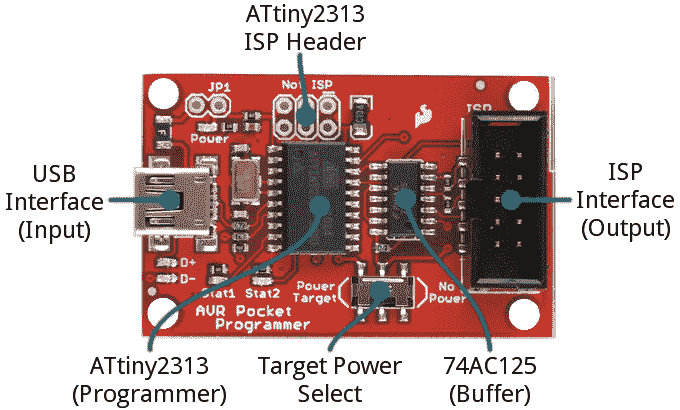 ATtiny2313
ISP Header
JP1
Not ISP
ISP
Power
USB
Interface
(Input)
ISP
Interface
(Output)
D+
D-
Stat1 Stat2
Power
Target
No
Power
AVR Pocket
Programmer
ATtiny2313
(Programmer)
Target Power
Select
74AC125
(Buffer)